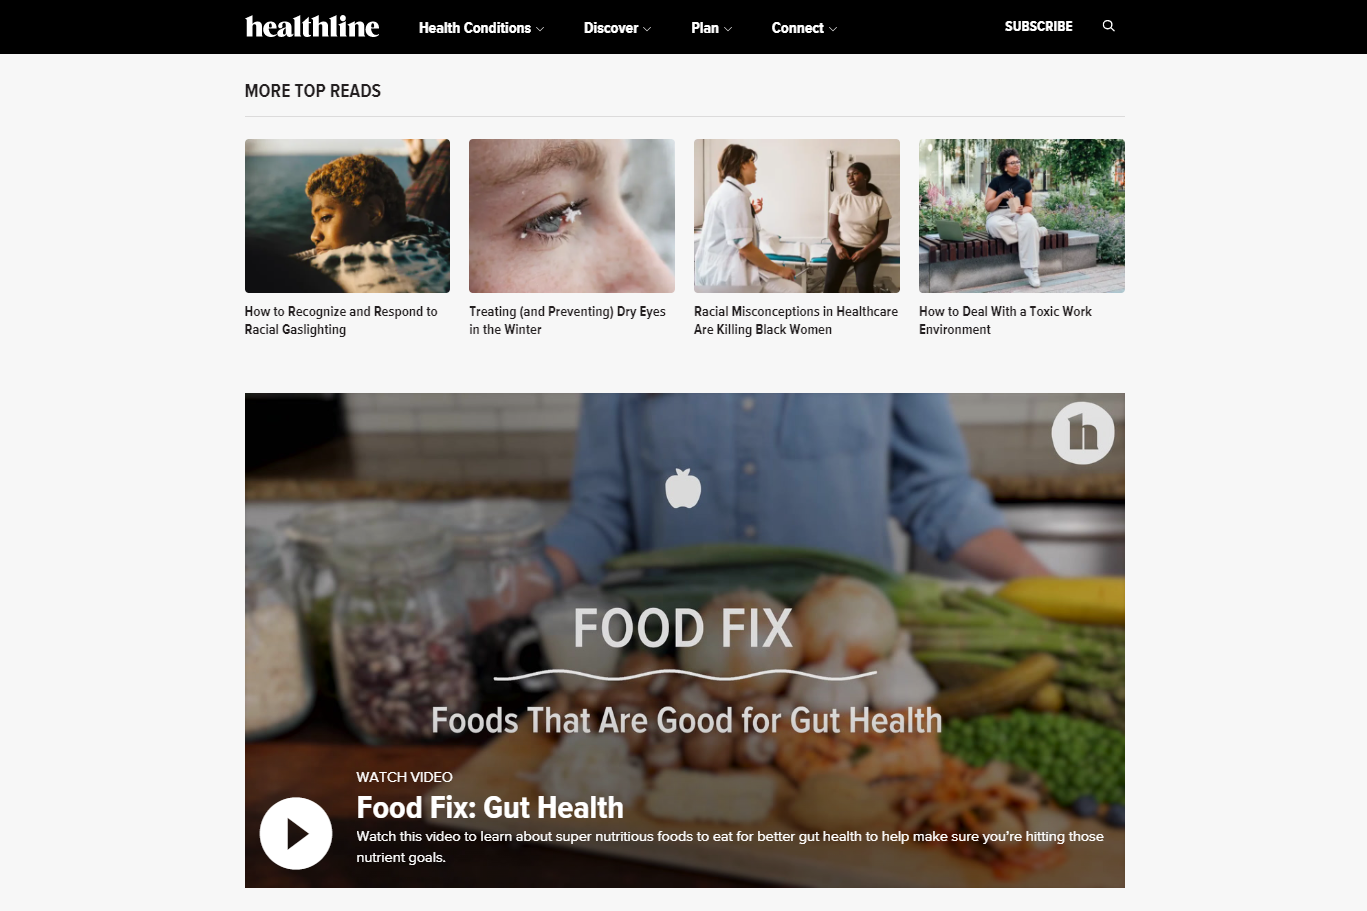 healthline
Health Conditions
Discover
Plan
Connect
SUBSCRIBE
MORE TOP READS
How to Recognize and Respond to
Racial Gaslighting
Treating (and Preventing) Dry Eyes
in the Winter
Racial Misconceptions in Healthcare
Are Killing Black Women
How to Deal With a Toxic Work
Environment
h
FOOD FIX
Foods That Are Good for Gut Health
WATCH VIDEO
Food Fix: Gut Health
Watch this video to learn about super nutritious foods to eat for better gut health to help make sure you're hitting those
nutrient goals.